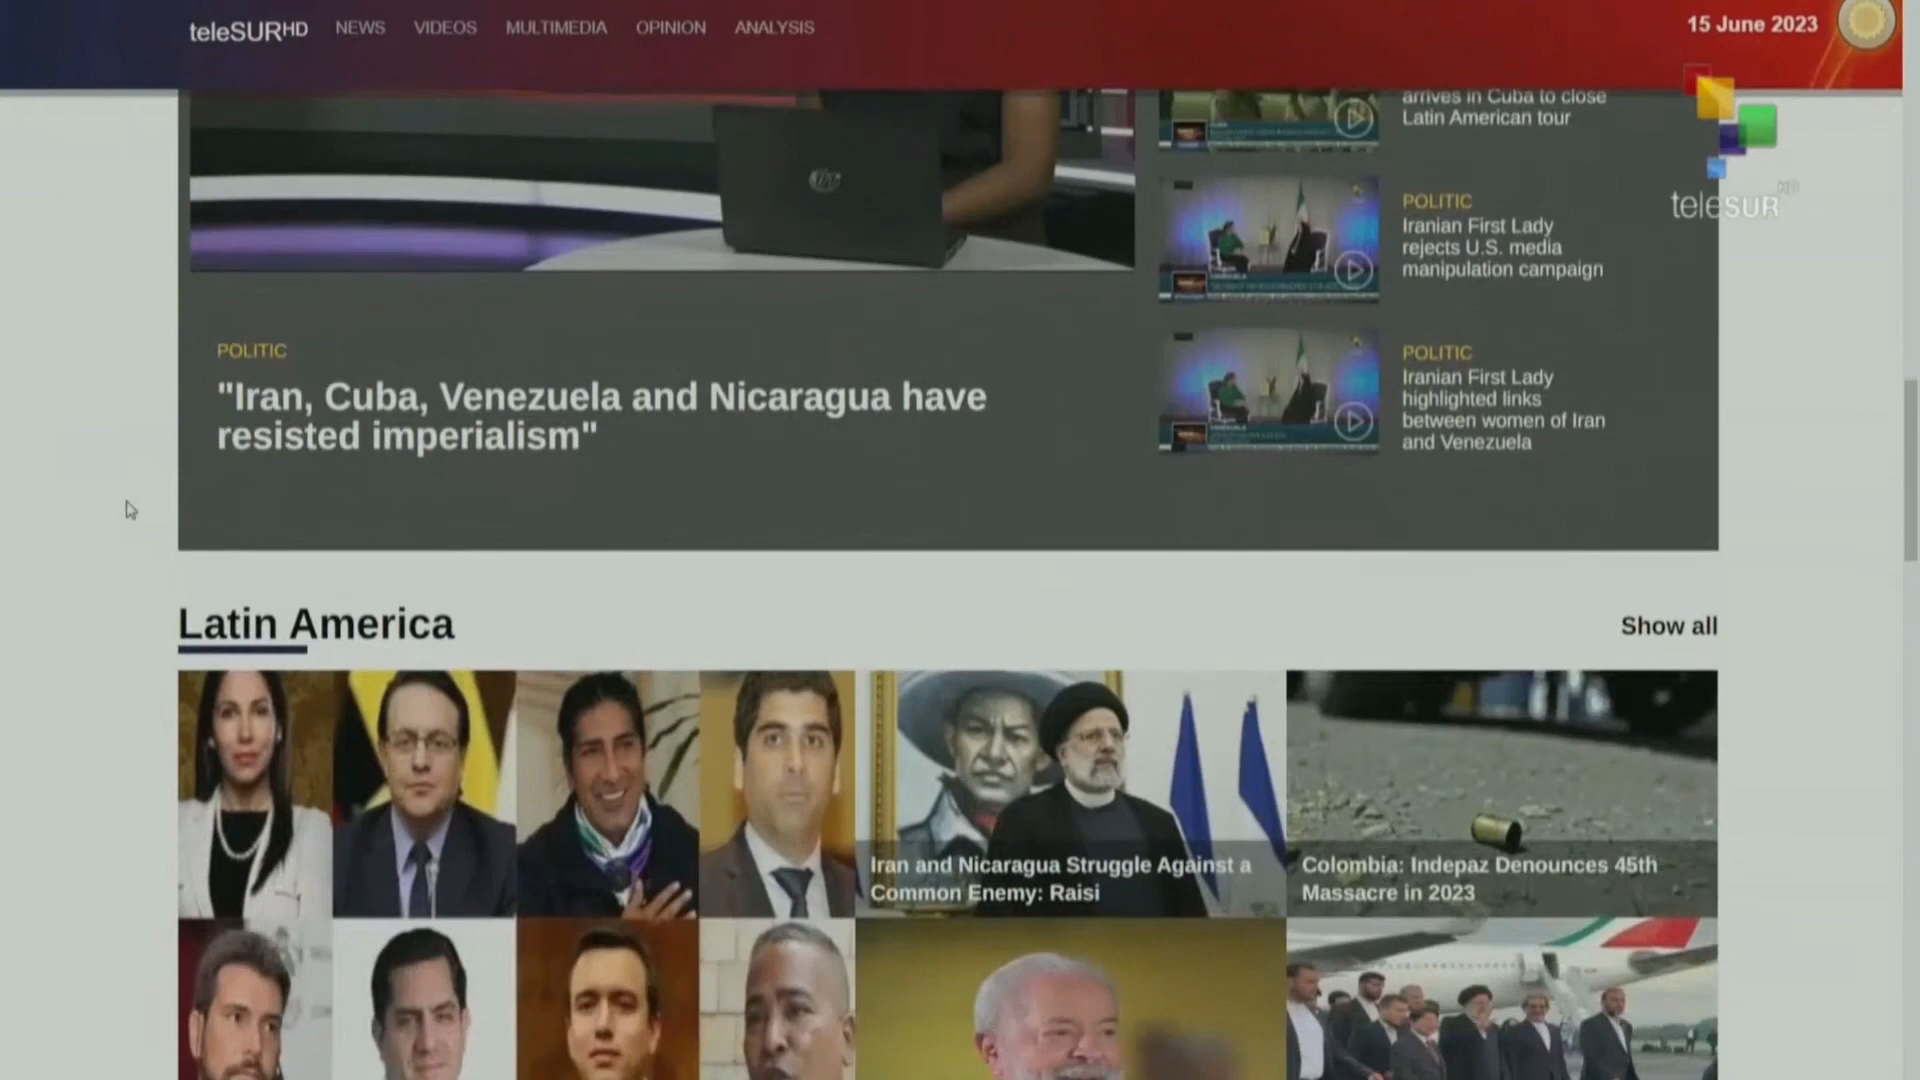 teleSURHD NEWS VIDEOS MULTIMEDIA OPINION ANALYSIS
15 June 2023
arrives in Cuba to close
Latin American tour
teleSUR HD
POLITIC
Iranian First Lady
rejects U.S. media
manipulation campaign
POLITIC
"Iran, Cuba, Venezuela and Nicaragua have
resisted imperialism"
POLITIC
Iranian First Lady
highlighted links
between women of Iran
and Venezuela
Latin America
Show all
Iran and Nicaragua Struggle Against a
Common Enemy: Raisi
Colombia: Indepaz Denounces 45th
Massacre in 2023